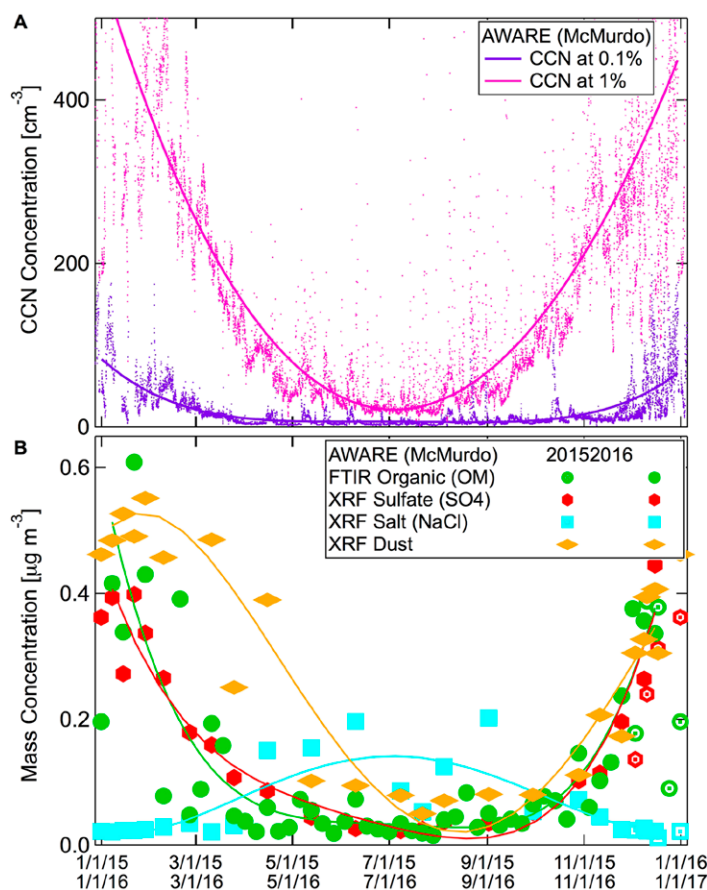 A
AWARE (McMurdo)
CCN at 0.1%
CCN at 1%
CCN Concentration [cm-3]
400
200
0
B
AWARE (McMurdo) 20152016
FTIR Organic (OM)
XRF Sulfate (SO4)
XRF Salt (NaCl)
XRF Dust
Mass Concentration [µg m-3]
0.6
0.4
0.2
0.0
1/1/15 3/1/15 5/1/15 7/1/15 9/1/15 11/1/15 1/1/16
1/1/16 3/1/16 5/1/16 7/1/16 9/1/16 11/1/16 1/1/17